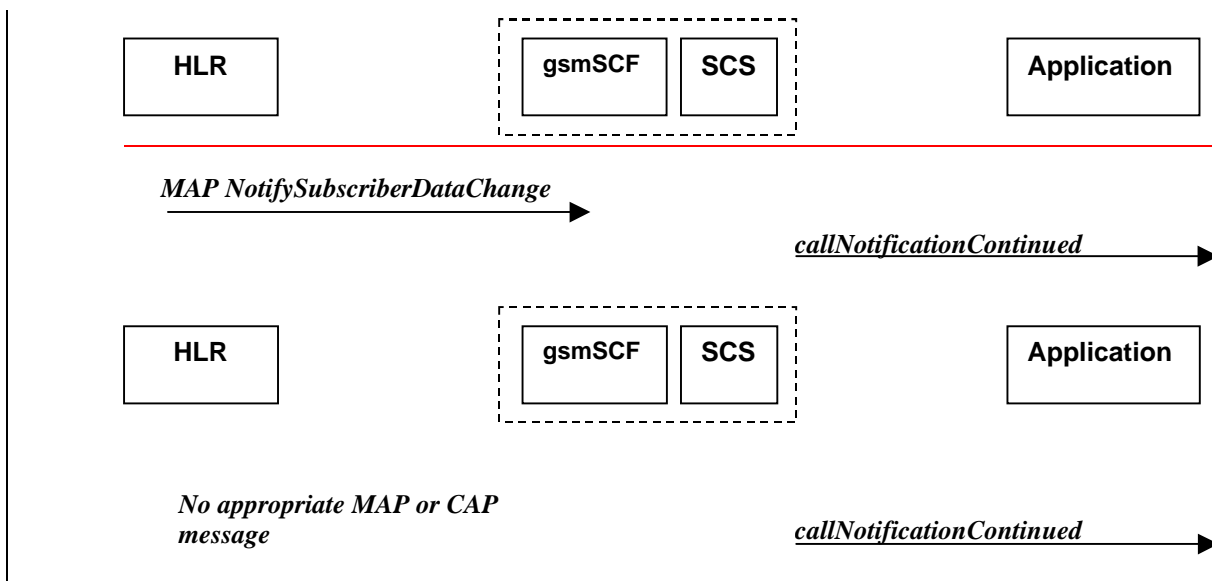 HLR
gsmSCF
SCS
Application
MAP NotifySubscriberDataChange
callNotificationContinued
HLR
gsmSCF
SCS
Application
No appropriate MAP or CAP
message
callNotificationContinued